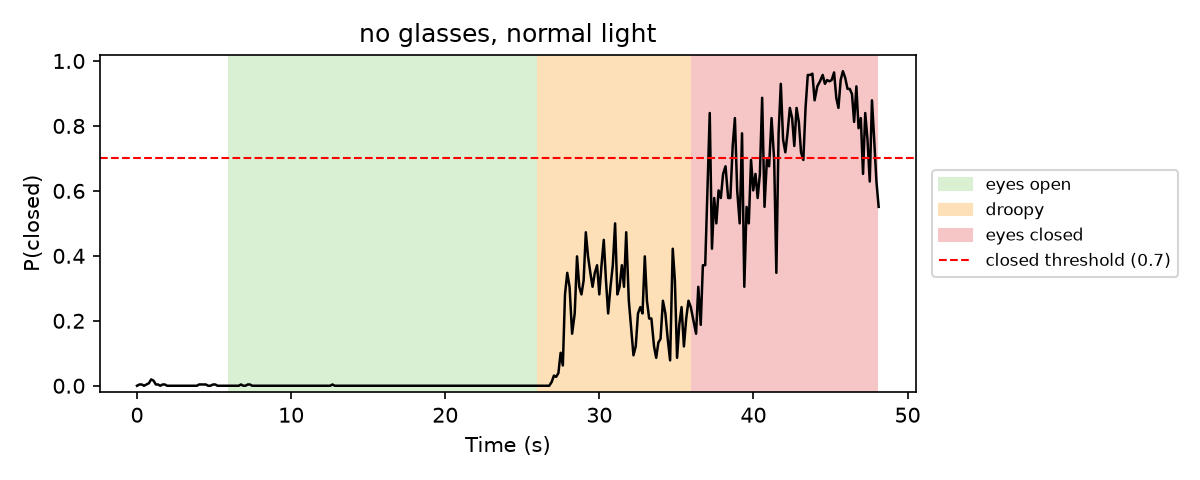 no glasses, normal light
1.0
0.8
0.6
0.4
0.2
0.0
P(closed)
0
10
20
30
40
50
Time (s)
eyes open
droopy
eyes closed
closed threshold (0.7)